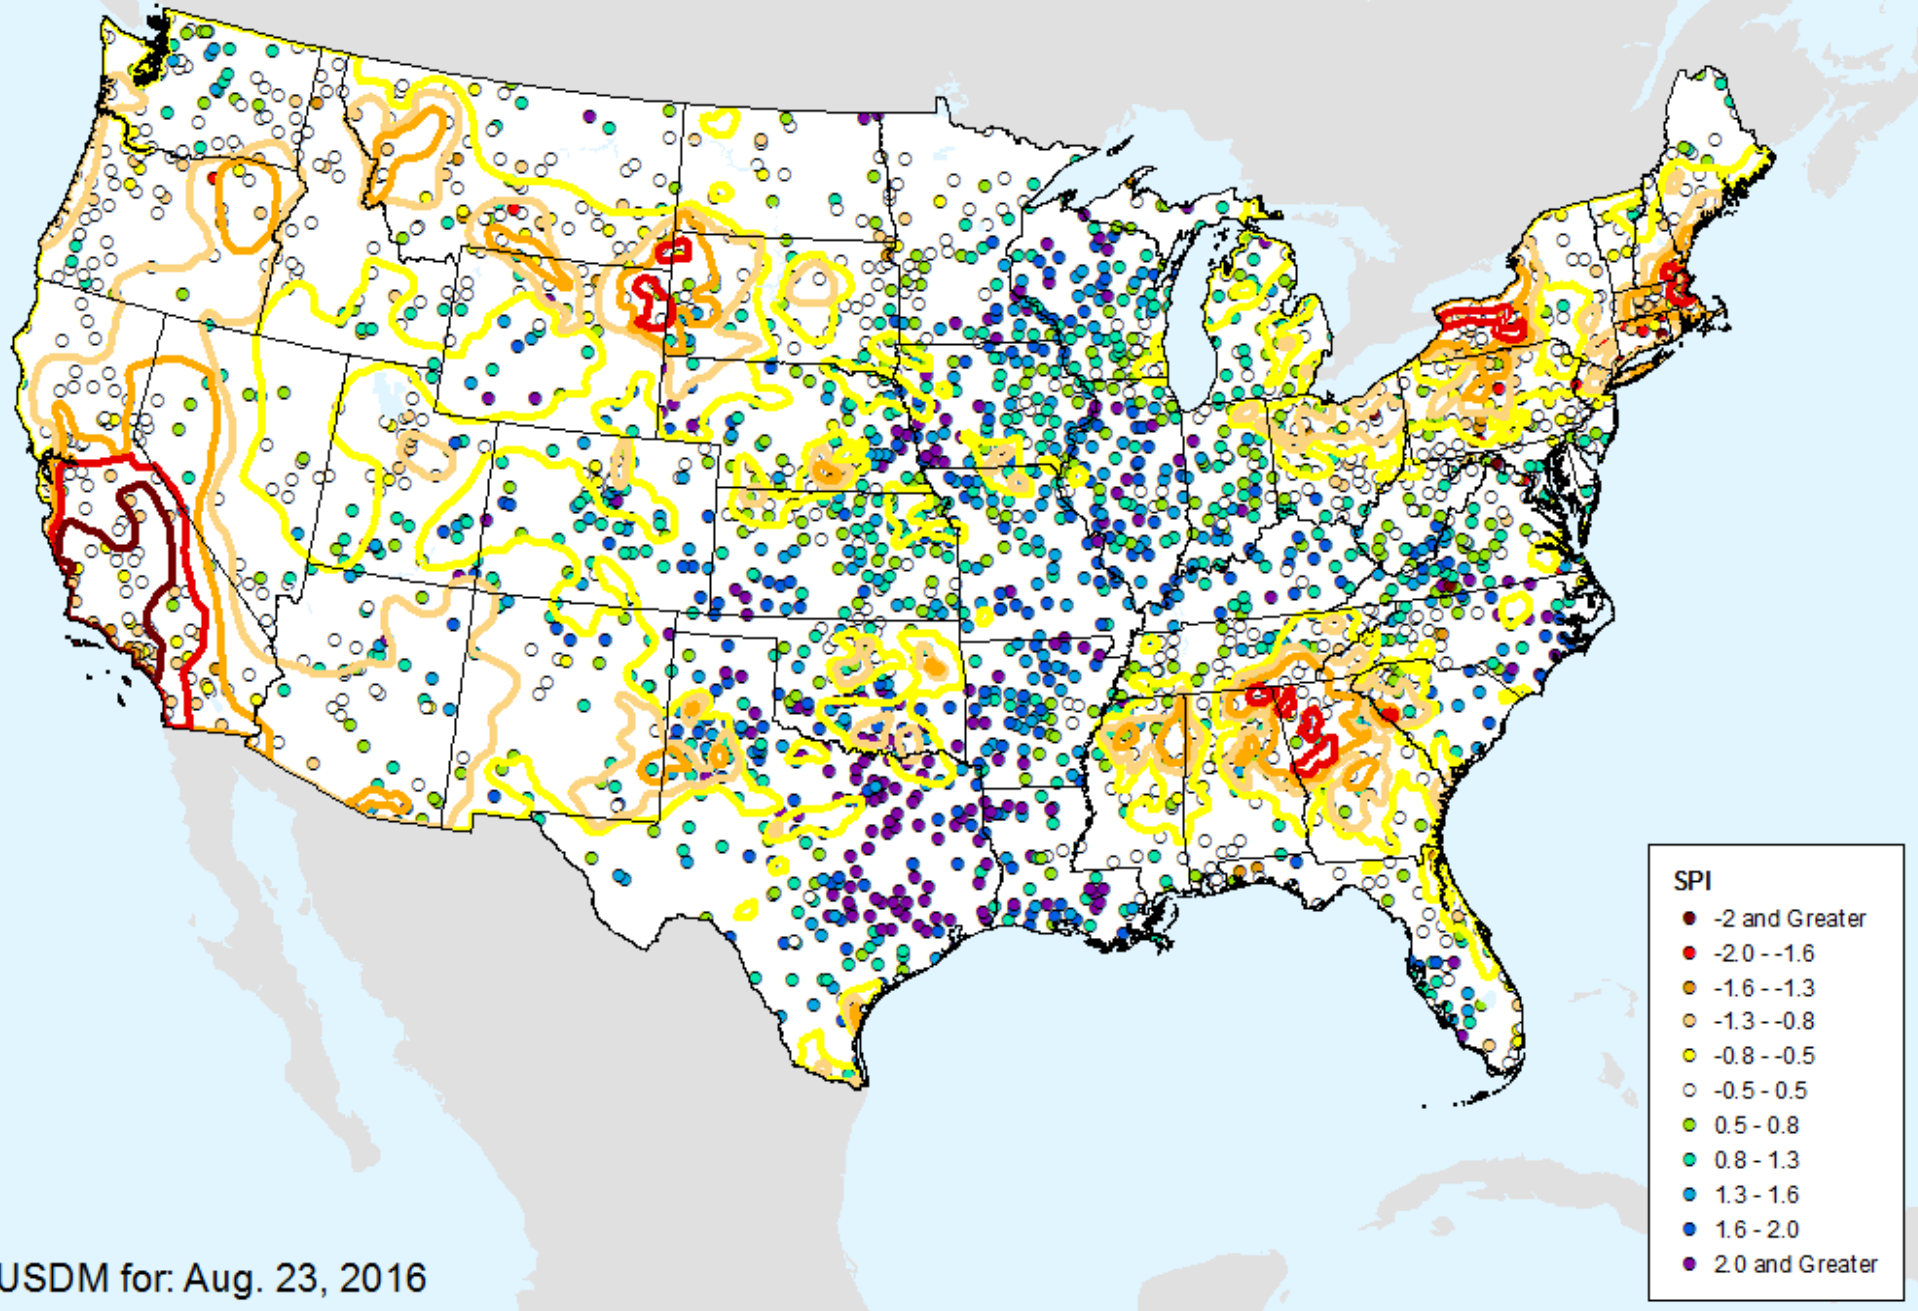 SPI
-2 and Greater
-2.0 - -1.6
-1.6 - -1.3
-1.3 - -0.8
-0.8 - -0.5
-0.5 - 0.5
0.5 - 0.8
0.8 - 1.3
1.3 - 1.6
1.6 - 2.0
2.0 and Greater
USDM for: Aug. 23, 2016